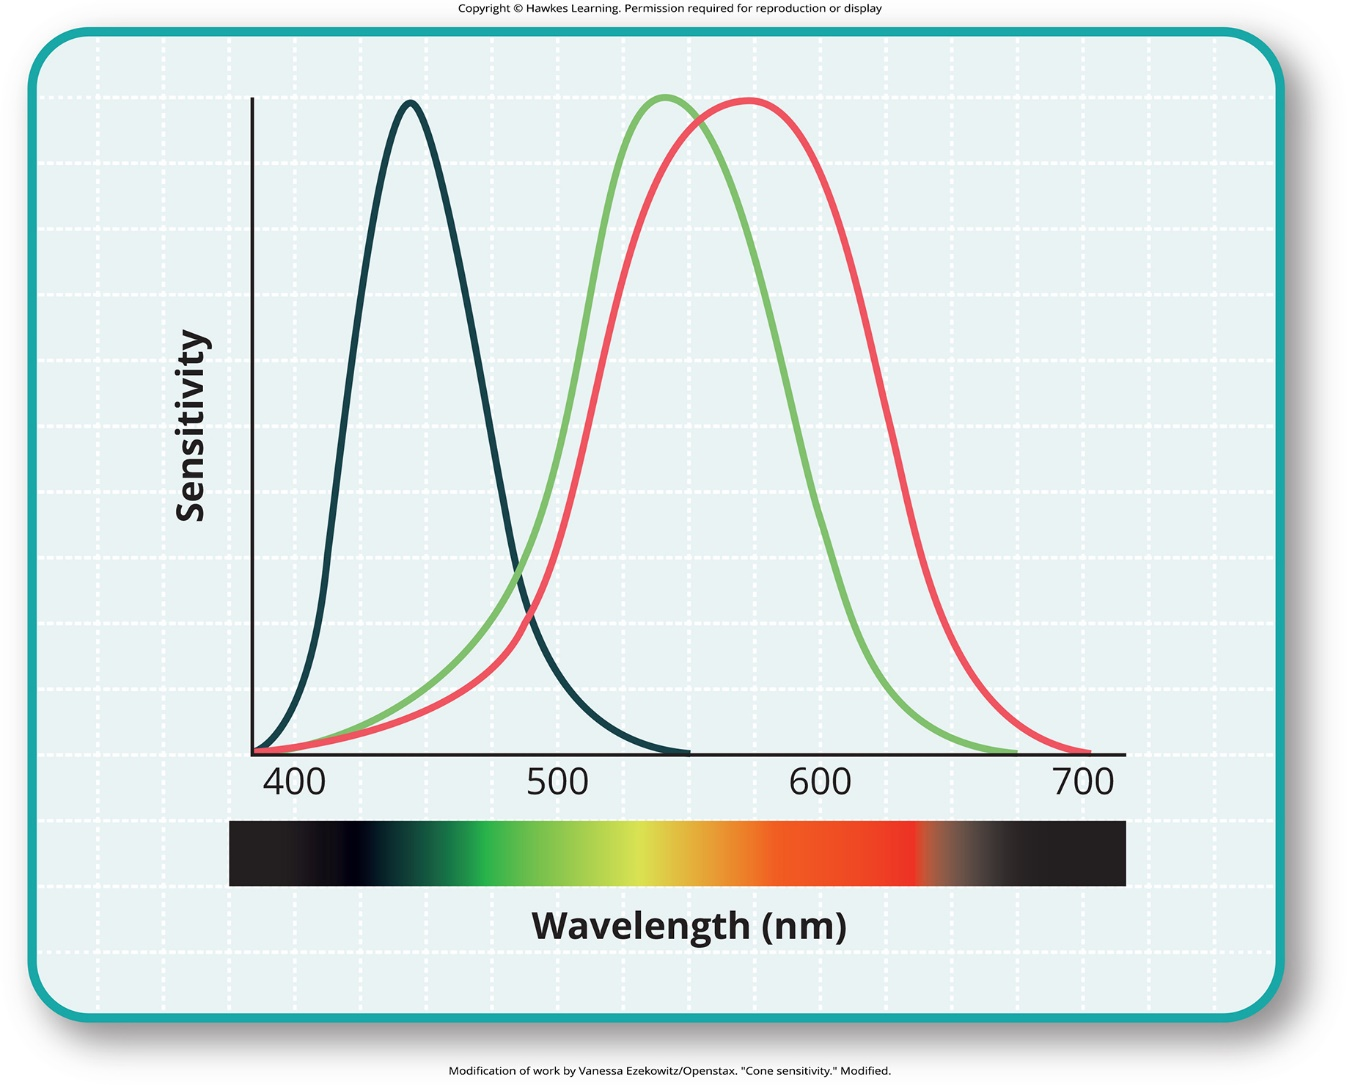 Copyright © Hawkes Learning. Permission required for reproduction or display
Sensitivity
400 500 600 700
Wavelength (nm)
Modification of work by Vanessa Ezekowitz/Openstax. "Cone sensitivity." Modified.